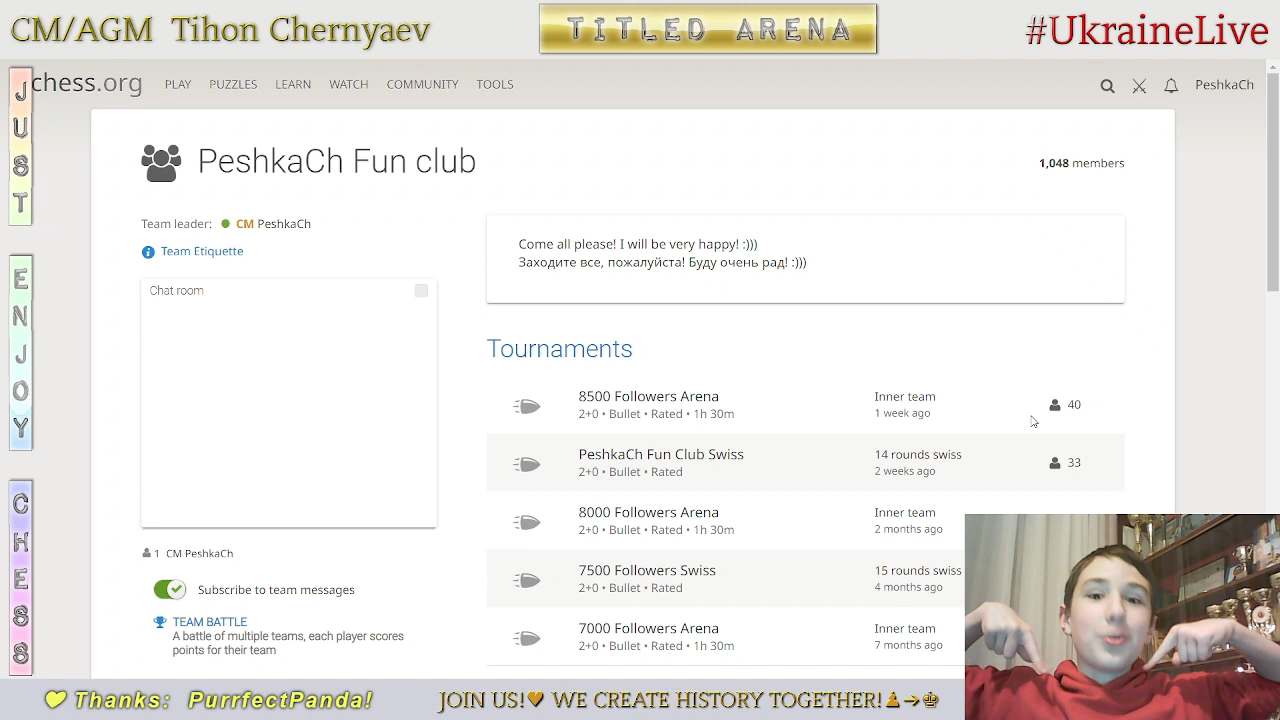 CM/AGM Tihon Chernyaev
TITLED ARENA
#UkraineLive
JUST
ENJOY
CHESS
chess.org
PLAY PUZZLES LEARN WATCH COMMUNITY TOOLS
PeshkaCh
PeshkaCh Fun club
1,048 members
Team leader: CM PeshkaCh
Team Etiquette
Come all please! I will be very happy! :)))
Заходите все, пожалуйста! Буду очень рад! :)))
Chat room
Tournaments
8500 Followers Arena
2+0 • Bullet • Rated • 1h 30m
Inner team
1 week ago
40
PeshkaCh Fun Club Swiss
2+0 • Bullet • Rated
14 rounds swiss
2 weeks ago
33
8000 Followers Arena
2+0 • Bullet • Rated • 1h 30m
Inner team
2 months ago
7500 Followers Swiss
2+0 • Bullet • Rated
15 rounds swiss
4 months ago
7000 Followers Arena
2+0 • Bullet • Rated • 1h 30m
Inner team
7 months ago
1 CM PeshkaCh
Subscribe to team messages
TEAM BATTLE
A battle of multiple teams, each player scores
points for their team
Thanks: PurrfectPanda!
JOIN US! WE CREATE HISTORY TOGETHER!